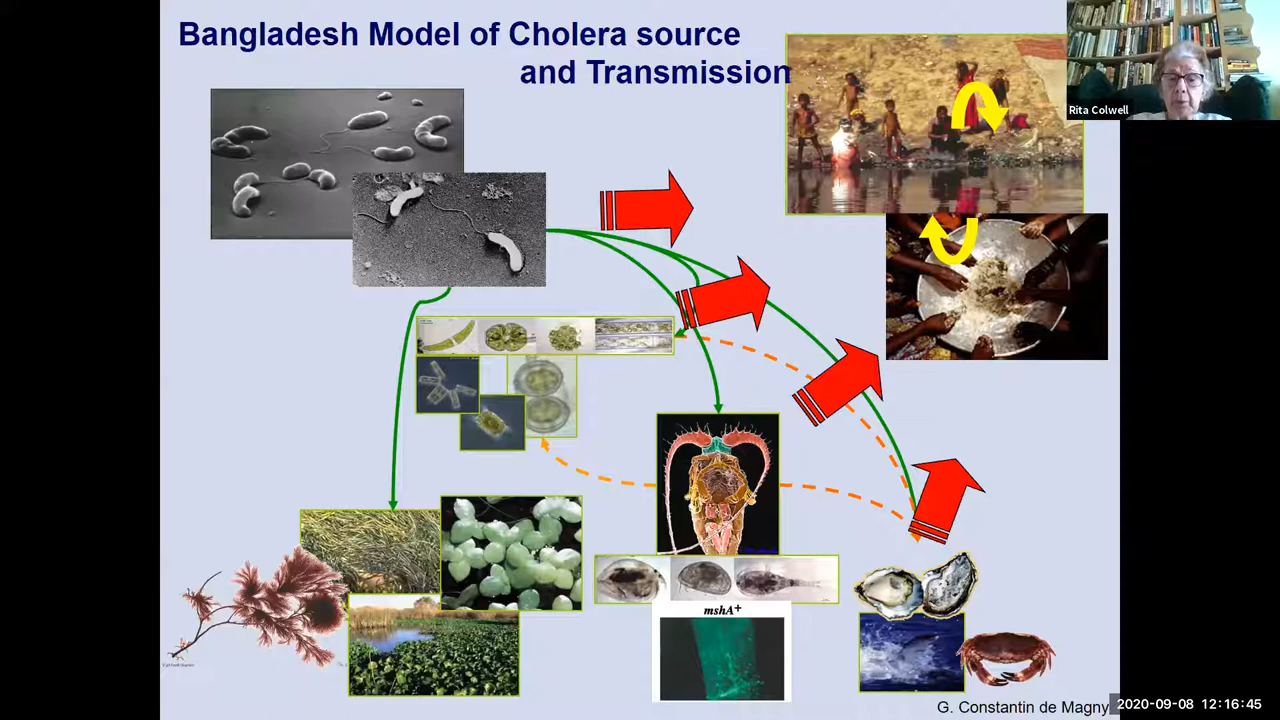 Bangladesh Model of Cholera source
and Transmission
Rita Colwell
mshA+
G. Constantin de Magny
2020-09-08 12:16:45